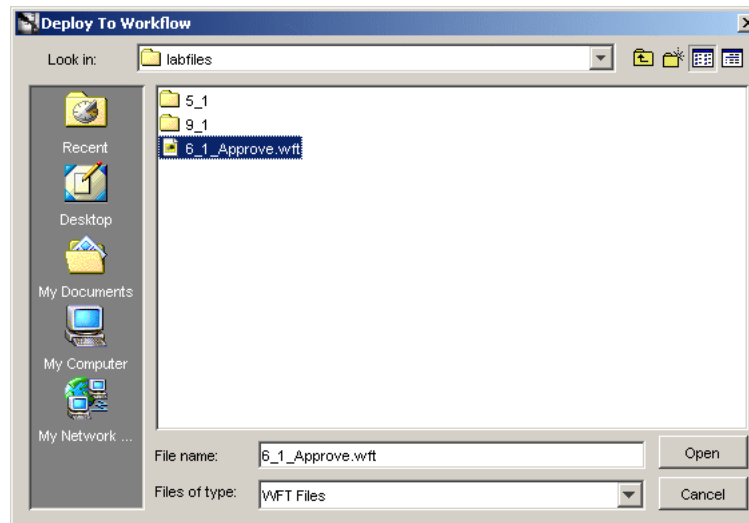 Deploy To Workflow
Look in: labfiles
5_1
9_1
6_1_Approve.wft
Recent
Desktop
My Documents
My Computer
My Network ...
File name: 6_1_Approve.wft Open
Files of type: WFT Files Cancel